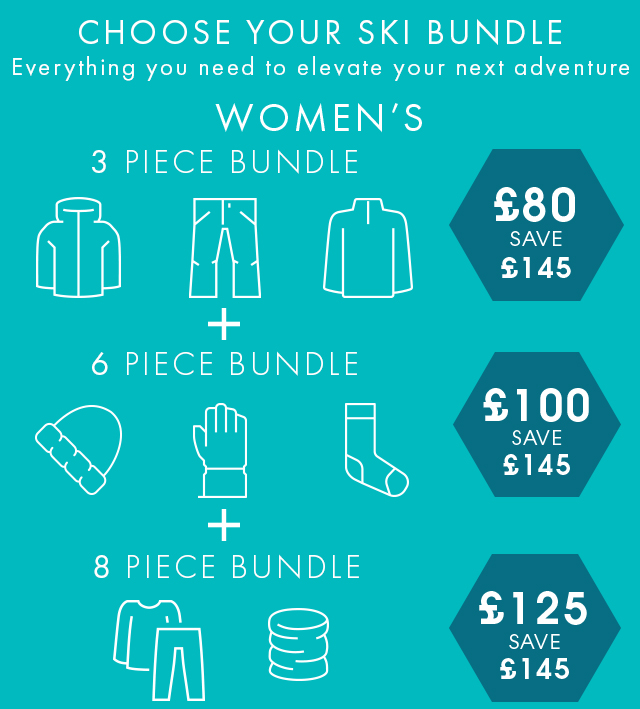 CHOOSE YOUR SKI BUNDLE
Everything you need to elevate your next adventure
WOMEN'S
3 PIECE BUNDLE
£80
SAVE
£145
+
6 PIECE BUNDLE
£100
SAVE
£145
+
8 PIECE BUNDLE
£125
SAVE
£145